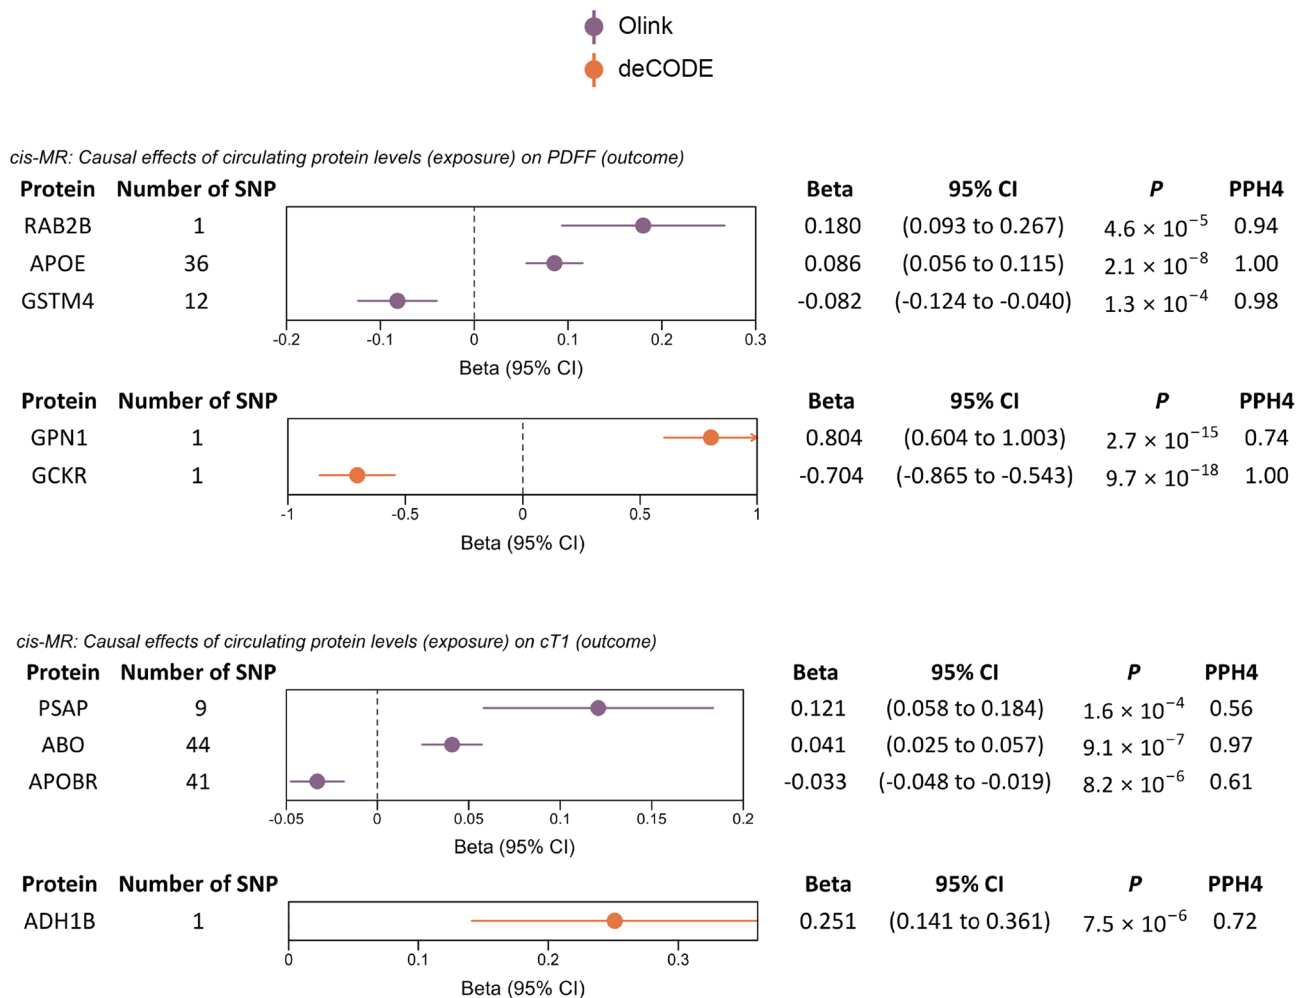 Olink
deCODE
cis-MR: Causal effects of circulating protein levels (exposure) on PDFF (outcome)
Protein Number of SNP Beta 95% CI P PPH4
RAB2B 1 0.180 (0.093 to 0.267) 4.6 × 10⁻⁵ 0.94
APOE 36 0.086 (0.056 to 0.115) 2.1 × 10⁻⁸ 1.00
GSTM4 12 -0.082 (-0.124 to -0.040) 1.3 × 10⁻⁴ 0.98
-0.2 -0.1 0 0.1 0.2 0.3
Beta (95% CI)
Protein Number of SNP Beta 95% CI P PPH4
GPN1 1 0.804 (0.604 to 1.003) 2.7 × 10⁻¹⁵ 0.74
GCKR 1 -0.704 (-0.865 to -0.543) 9.7 × 10⁻¹⁸ 1.00
-1 -0.5 0 0.5 1
Beta (95% CI)
cis-MR: Causal effects of circulating protein levels (exposure) on cT1 (outcome)
Protein Number of SNP Beta 95% CI P PPH4
PSAP 9 0.121 (0.058 to 0.184) 1.6 × 10⁻⁴ 0.56
ABO 44 0.041 (0.025 to 0.057) 9.1 × 10⁻⁷ 0.97
APOBR 41 -0.033 (-0.048 to -0.019) 8.2 × 10⁻⁶ 0.61
-0.05 0 0.05 0.1 0.15 0.2
Beta (95% CI)
Protein Number of SNP Beta 95% CI P PPH4
ADH1B 1 0.251 (0.141 to 0.361) 7.5 × 10⁻⁶ 0.72
0 0.1 0.2 0.3
Beta (95% CI)